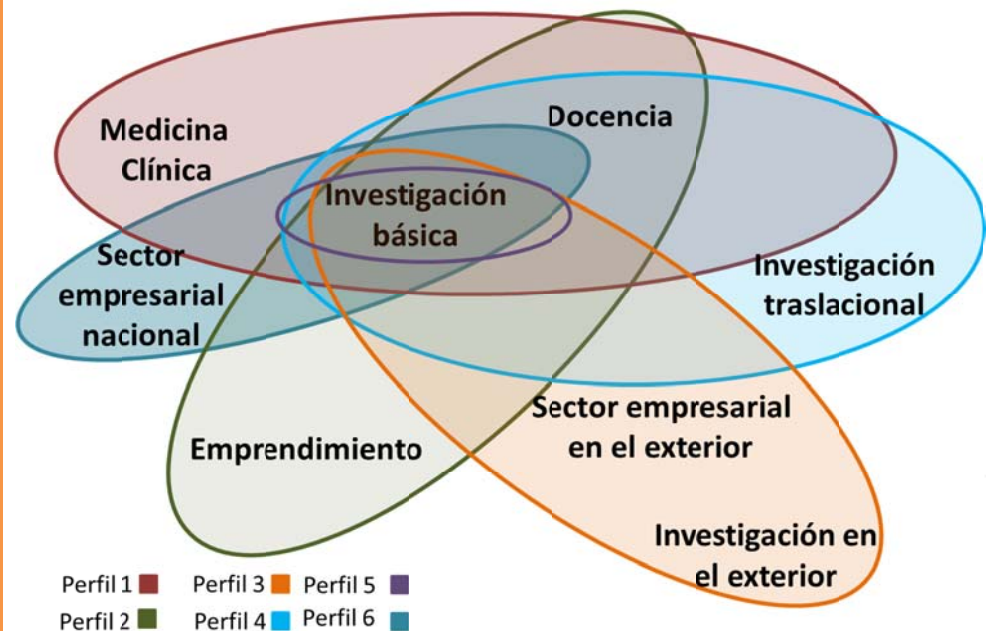 Medicina
Clínica
Docencia
Investigación
básica
Sector
empresarial
nacional
Investigación
traslacional
Emprendimiento
Sector empresarial
en el exterior
Investigación en
el exterior
Perfil 1
Perfil 3
Perfil 5
Perfil 2
Perfil 4
Perfil 6